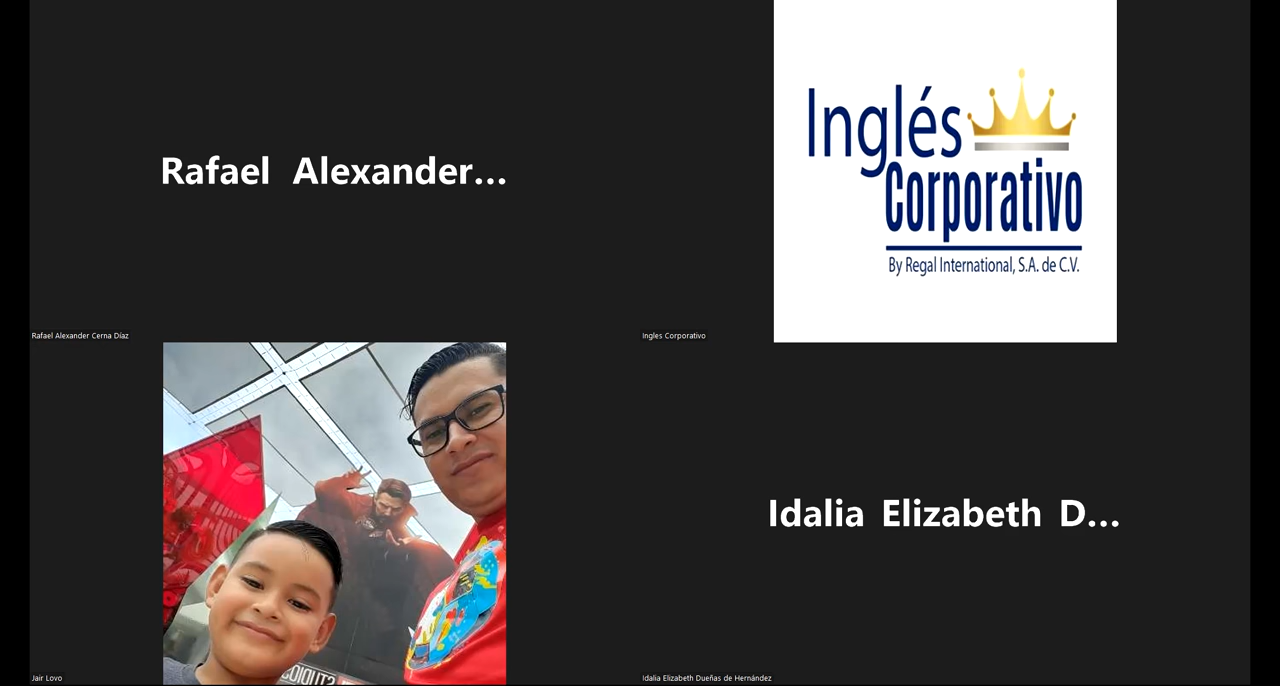 Rafael Alexander...
Rafael Alexander Cerna Díaz
Inglés
Corporativo
By Regal International, S.A. de C.V.
Ingles Corporativo
Jair Lovo
Idalia Elizabeth D...
Idalia Elizabeth Dueñas de Hernández